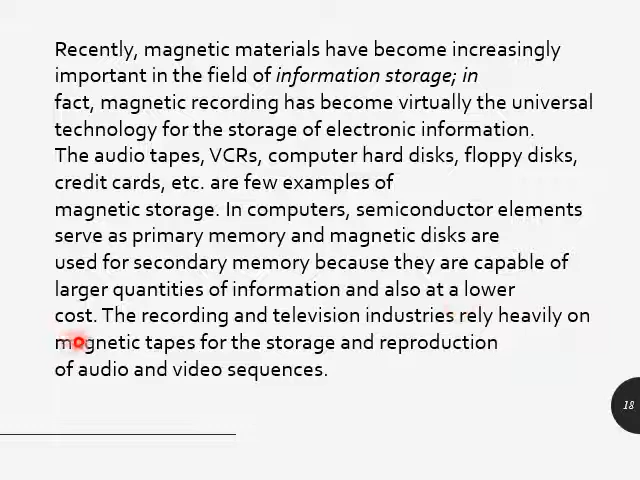 Recently, magnetic materials have become increasingly
important in the field of information storage; in
fact, magnetic recording has become virtually the universal
technology for the storage of electronic information.
The audio tapes, VCRs, computer hard disks, floppy disks,
credit cards, etc. are few examples of
magnetic storage. In computers, semiconductor elements
serve as primary memory and magnetic disks are
used for secondary memory because they are capable of
larger quantities of information and also at a lower
cost. The recording and television industries rely heavily on
magnetic tapes for the storage and reproduction
of audio and video sequences.
18